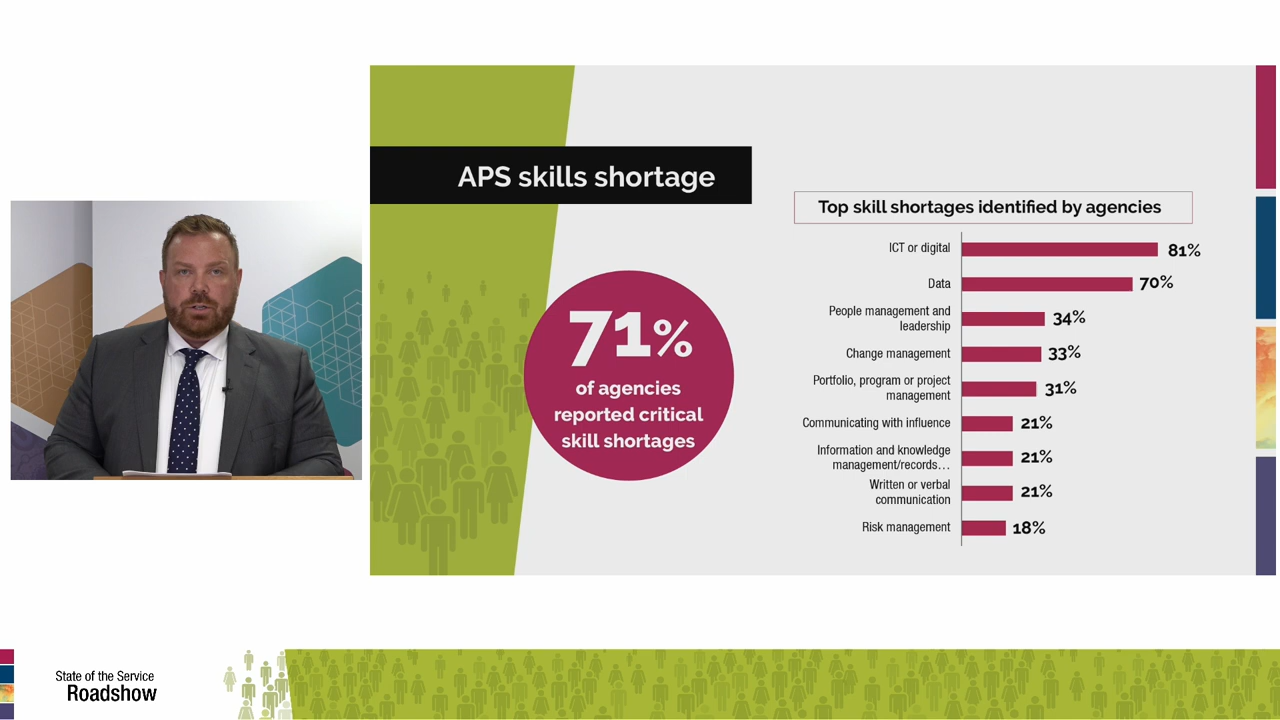 APS skills shortage
71%
of agencies
reported critical
skill shortages
Top skill shortages identified by agencies
ICT or digital 81%
Data 70%
People management and
leadership 34%
Change management 33%
Portfolio, program or project
management 31%
Communicating with influence 21%
Information and knowledge
management/records… 21%
Written or verbal
communication 21%
Risk management 18%
State of the Service
Roadshow